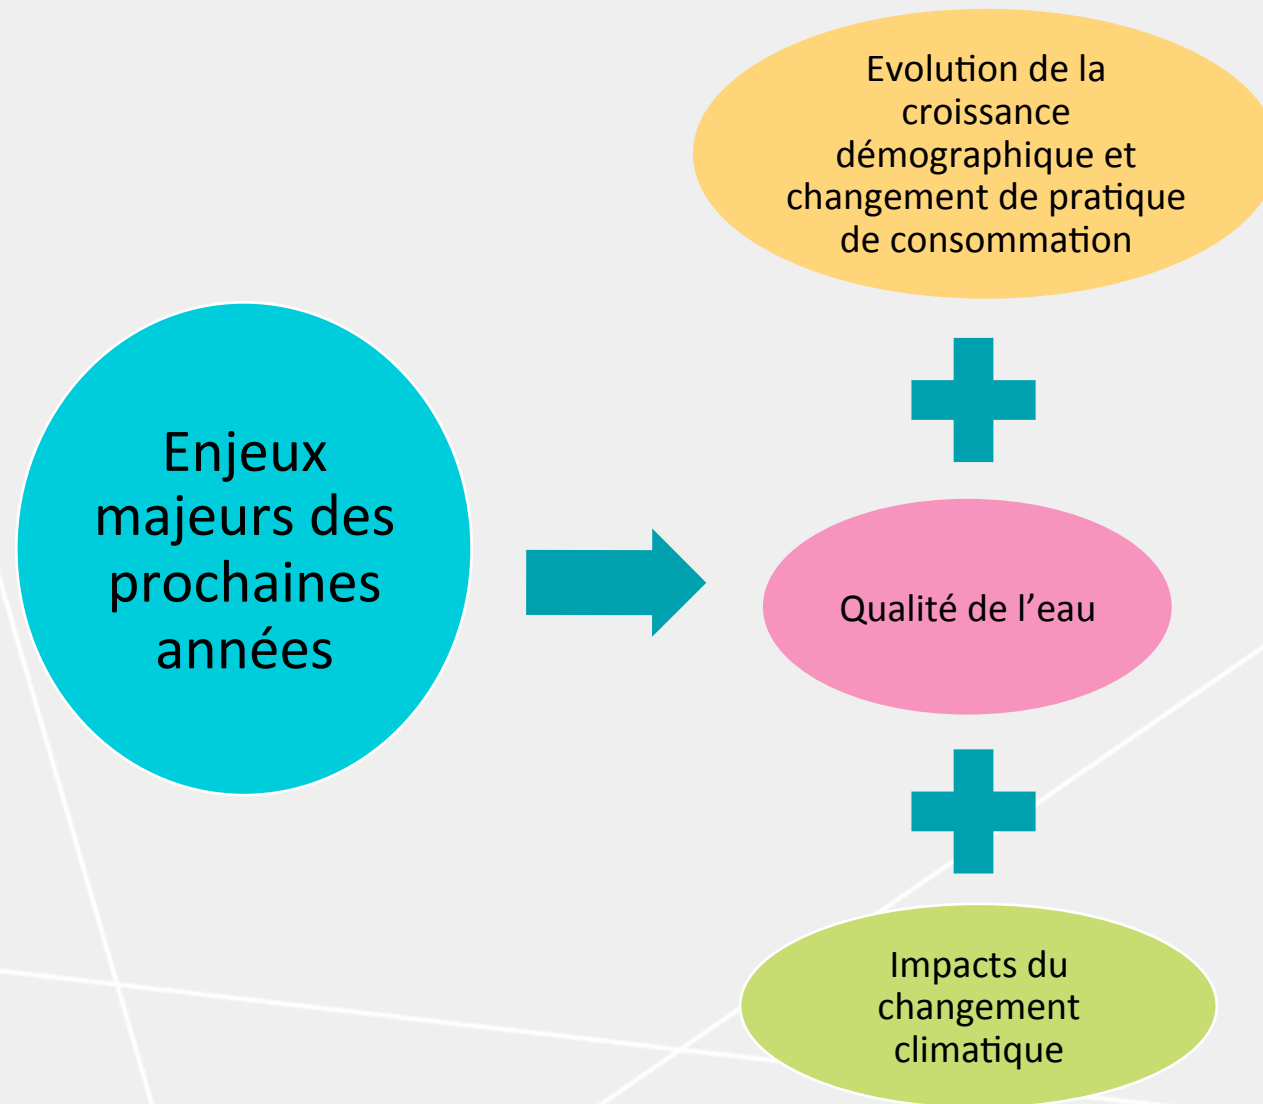 Evolution de la
croissance
démographique et
changement de pratique
de consommation
Enjeux
majeurs des
prochaines
années
Qualité de l’eau
Impacts du
changement
climatique